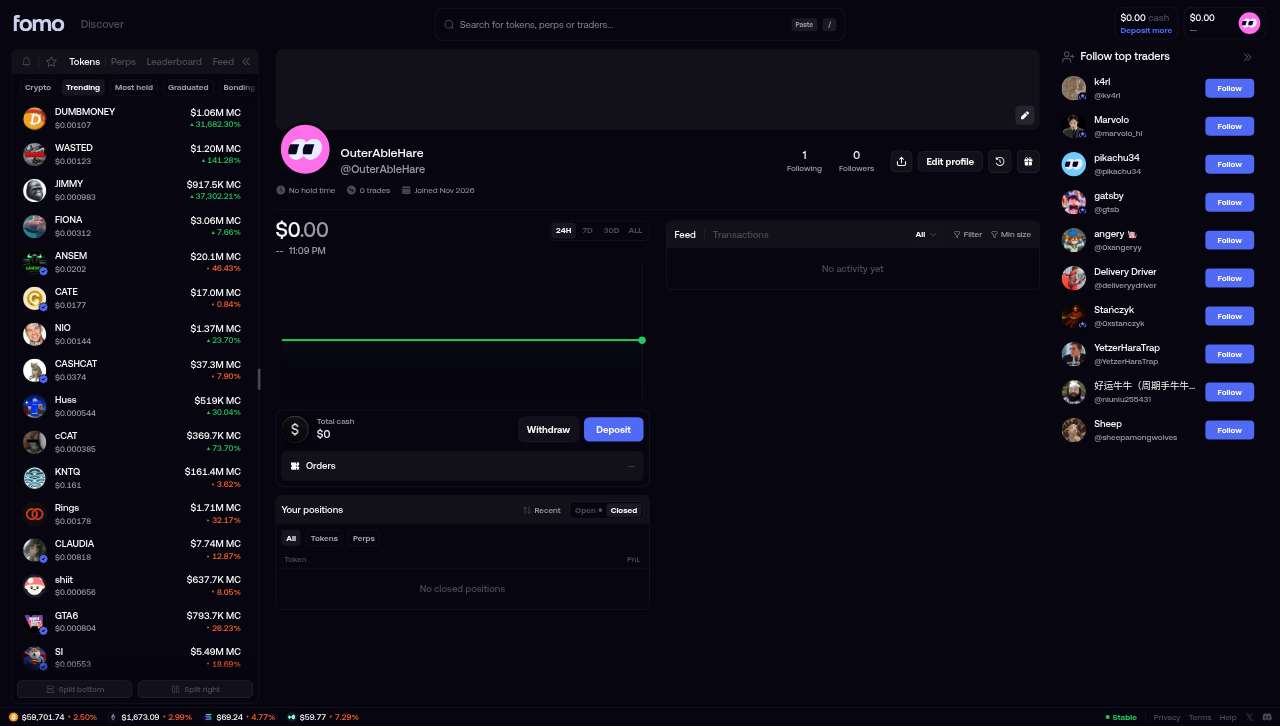 fomo
Discover
Search for tokens, perps or traders...
Paste
/
$0.00 cash
Deposit more
$0.00
—
Tokens Perps Leaderboard Feed
Crypto Trending Most held Graduated Bonding
DUMBMONEY $1.06M MC
$0.00107 31,682.30%
WASTED $1.20M MC
$0.00123 141.28%
JIMMY $917.5K MC
$0.000983 37,302.21%
FIONA $3.06M MC
$0.00312 7.66%
ANSEM $20.1M MC
$0.0202 46.43%
CATE $17.0M MC
$0.0177 0.84%
NIO $1.37M MC
$0.00144 23.70%
CASHCAT $37.3M MC
$0.0374 7.90%
Huss $519K MC
$0.000544 30.04%
cCAT $369.7K MC
$0.000385 73.70%
KNTQ $161.4M MC
$0.161 3.62%
Rings $1.71M MC
$0.00178 32.17%
CLAUDIA $7.74M MC
$0.00818 12.87%
shiit $637.7K MC
$0.000656 8.05%
GTA6 $793.7K MC
$0.000804 26.23%
SI $5.49M MC
$0.00553 18.69%
Split bottom Split right
OuterAbleHare
@OuterAbleHare
1 Following
0 Followers
Edit profile
No hold time 0 trades Joined Nov 2026
$0.00
24H 7D 30D ALL
-- 11:09 PM
$
Total cash
$0
Withdraw
Deposit
Orders —
Your positions
Recent
Open
Closed
All Tokens Perps
Token PnL
No closed positions
Feed Transactions
All Filter Min size
No activity yet
Follow top traders
k4rl
@kv4rl
Follow
Marvolo
@marvolo_hl
Follow
pikachu34
@pikachu34
Follow
gatsby
@gtsb
Follow
angery
@0xangeryy
Follow
Delivery Driver
@deliveryydriver
Follow
Stańczyk
@0xstanczyk
Follow
YetzerHaraTrap
@YetzerHaraTrap
Follow
好运牛牛（周期手牛牛...
@niuniu255431
Follow
Sheep
@sheepamongwolves
Follow
$59,701.74 2.50% $1,673.09 2.99% $69.24 4.77% $59.77 7.29%
Stable Privacy Terms Help